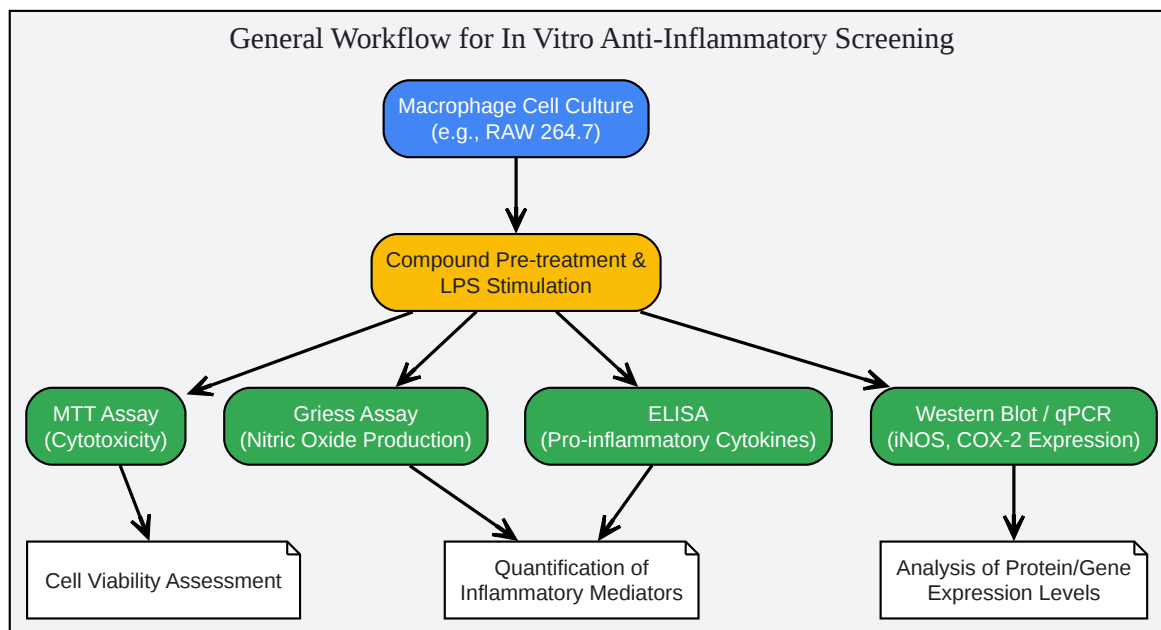 General Workflow for In Vitro Anti-Inflammatory Screening
Macrophage Cell Culture
(e.g., RAW 264.7)
Compound Pre-treatment &
LPS Stimulation
MTT Assay
(Cytotoxicity)
Griess Assay
(Nitric Oxide Production)
ELISA
(Pro-inflammatory Cytokines)
Western Blot / qPCR
(iNOS, COX-2 Expression)
Cell Viability Assessment
Quantification of
Inflammatory Mediators
Analysis of Protein/Gene
Expression Levels